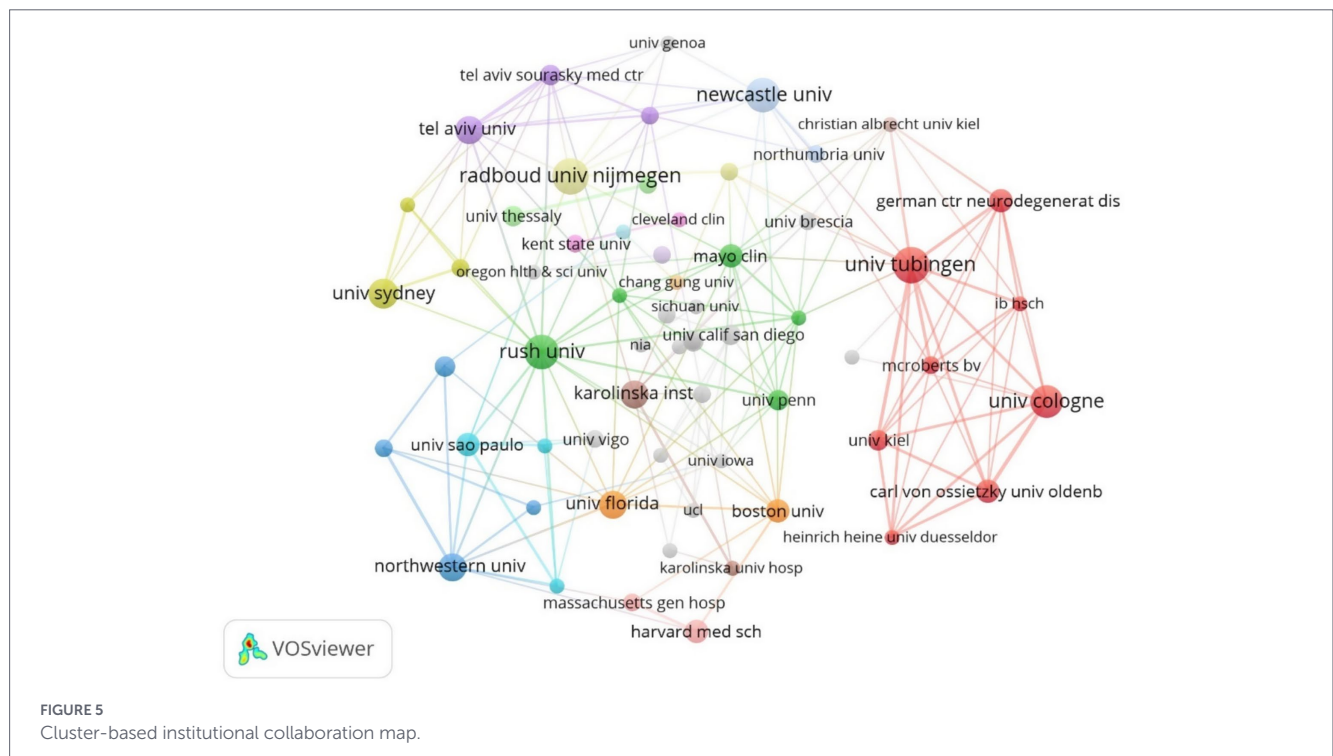 univ genoa
tel aviv sourasky med ctr
newcastle univ
tel aviv univ
christian albrecht univ kiel
northumbria univ
radboud univ nijmegen
german ctr neurodegenerat dis
univ thessaly
cleveland clin
univ brescia
kent state univ
mayo clin
univ tubingen
oregon hlth & sci univ
chang gung univ
univ sydney
sichuan univ
ib hsch
univ calif san diego
nia
rush univ
mcroberts bv
karolinska inst
univ penn
univ cologne
univ sao paulo
univ vigo
univ kiel
univ iowa
carl von ossietzky univ oldenb
univ florida
ucl
boston univ
heinrich heine univ duesseldor
northwestern univ
karolinska univ hosp
massachusetts gen hosp
harvard med sch
VOSviewer
FIGURE 5
Cluster-based institutional collaboration map.